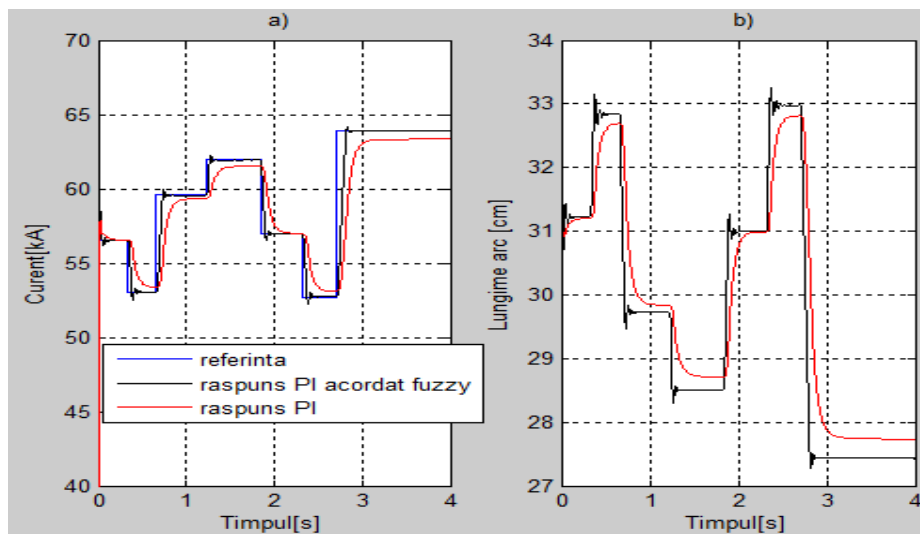 a)
70
65
60
55
50
45
40
Curent[kA]
referinta
raspuns PI acordat fuzzy
raspuns PI
0 1 2 3 4
Timpul[s]
b)
34
33
32
31
30
29
28
27
Lungime arc [cm]
0 1 2 3 4
Timpul[s]